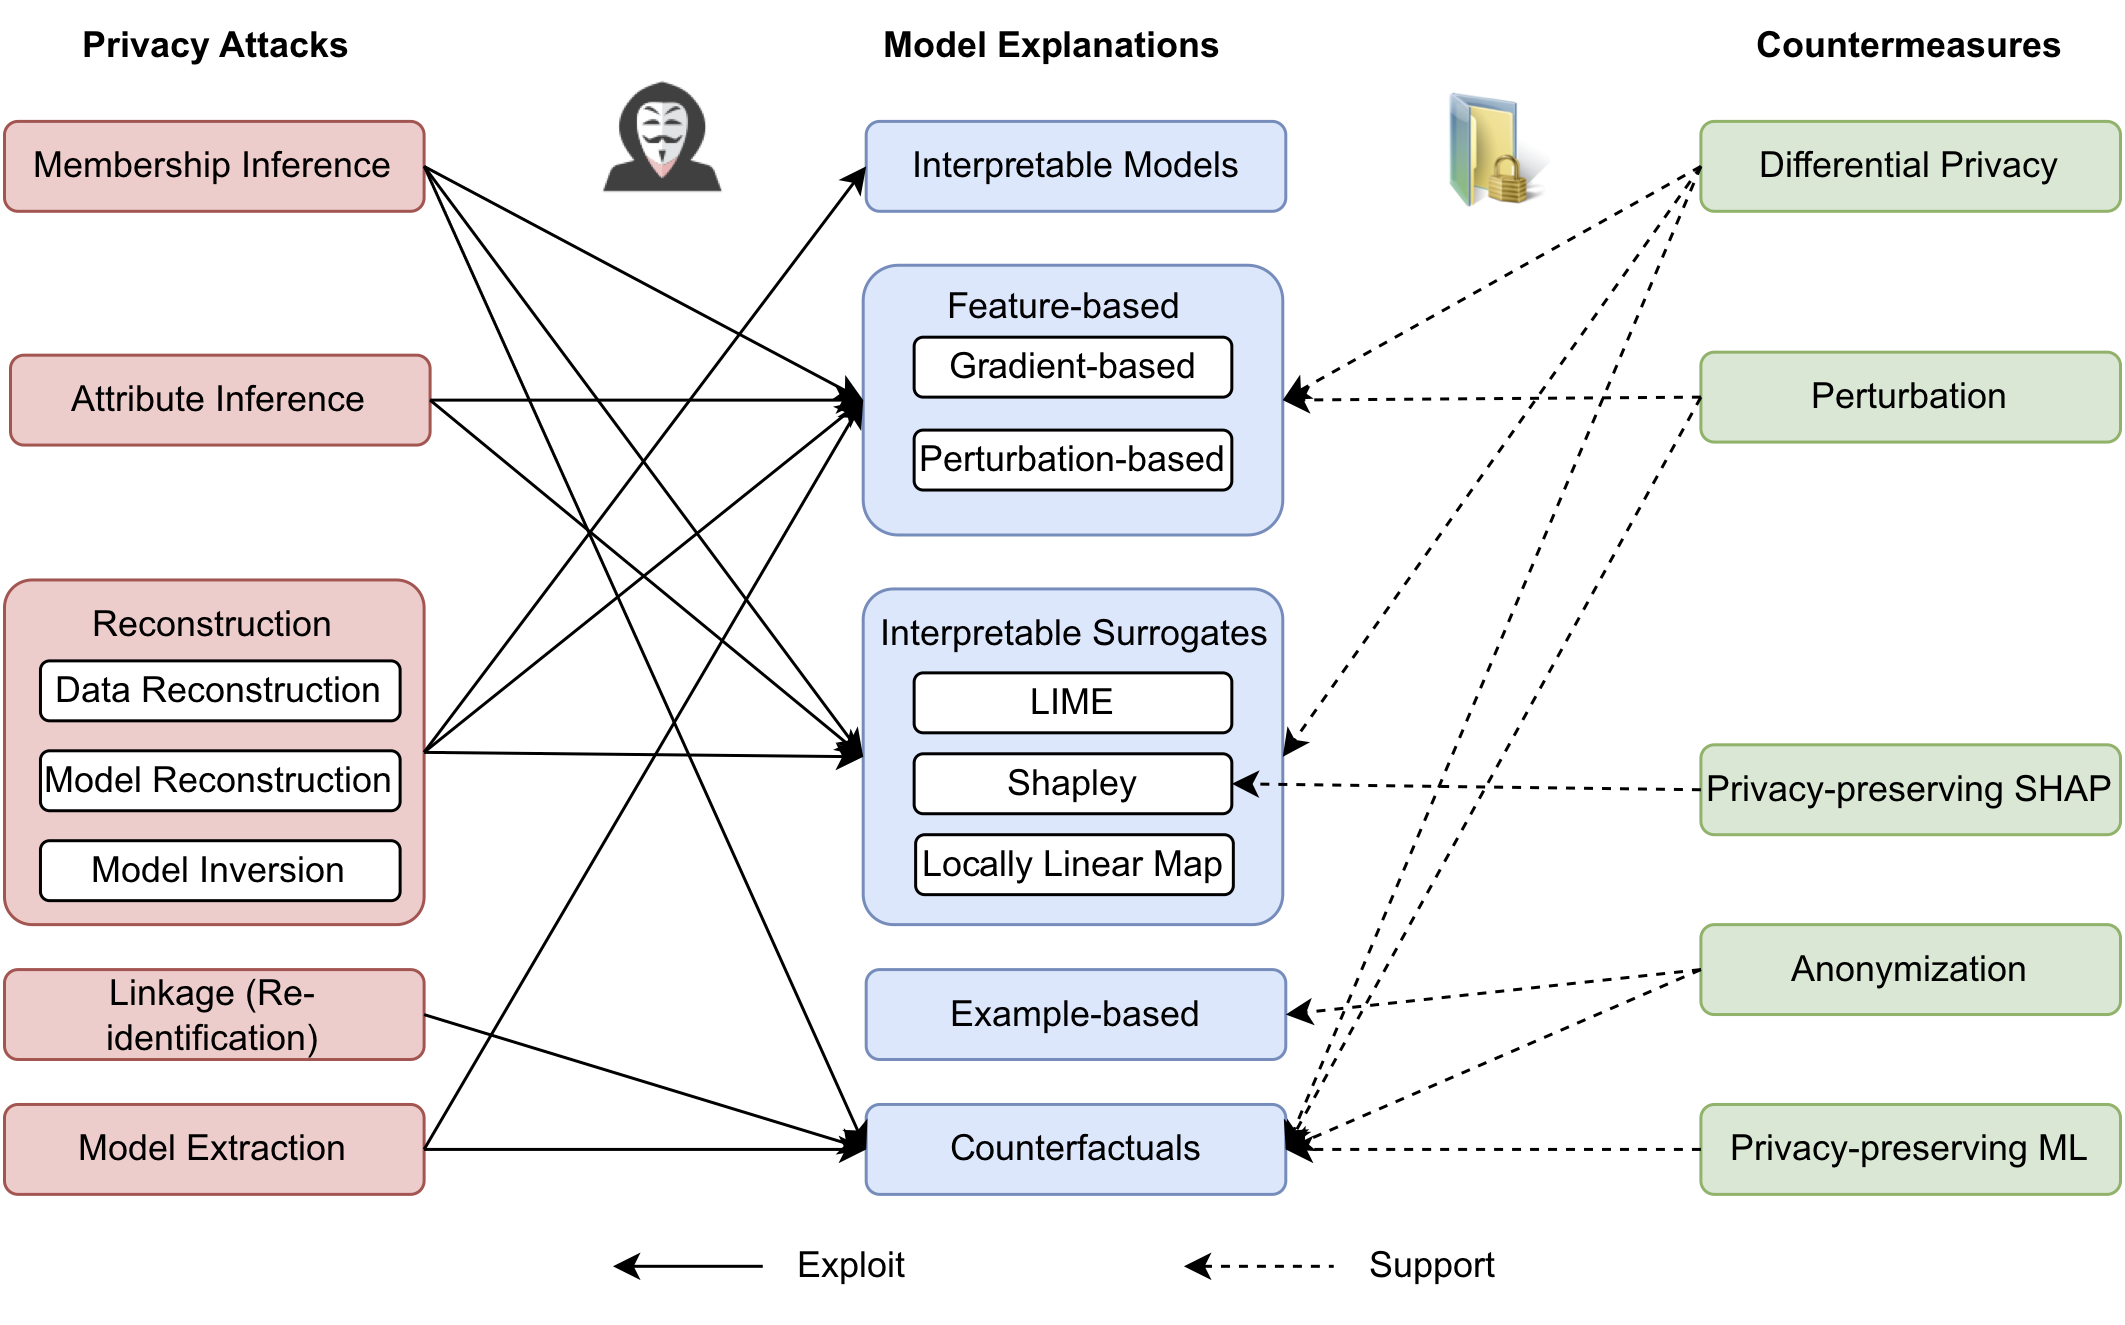 Privacy Attacks
Membership Inference
Attribute Inference
Reconstruction
Data Reconstruction
Model Reconstruction
Model Inversion
Linkage (Re-
identification)
Model Extraction
Model Explanations
Interpretable Models
Feature-based
Gradient-based
Perturbation-based
Interpretable Surrogates
LIME
Shapley
Locally Linear Map
Example-based
Counterfactuals
Countermeasures
Differential Privacy
Perturbation
Privacy-preserving SHAP
Anonymization
Privacy-preserving ML
Exploit
Support